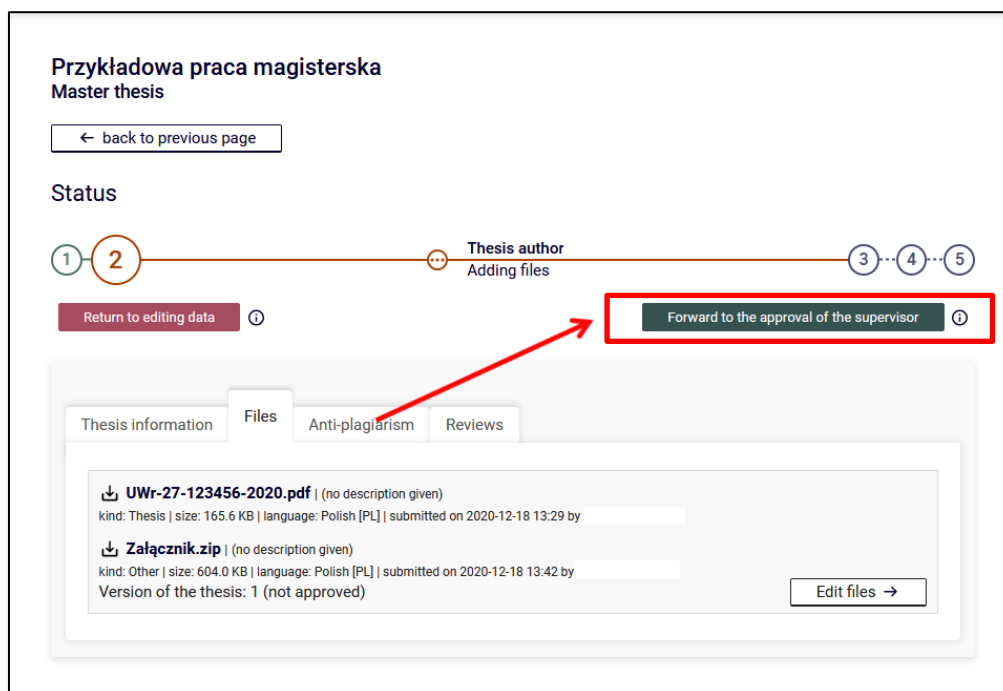 Przykładowa praca magisterska
Master thesis
← back to previous page
Status
1
2
Thesis author
Adding files
3
4
5
Return to editing data
Forward to the approval of the supervisor
Thesis information
Files
Anti-plagiarism
Reviews
UWr-27-123456-2020.pdf | (no description given)
kind: Thesis | size: 165.6 KB | language: Polish [PL] | submitted on 2020-12-18 13:29 by
Załącznik.zip | (no description given)
kind: Other | size: 604.0 KB | language: Polish [PL] | submitted on 2020-12-18 13:42 by
Version of the thesis: 1 (not approved)
Edit files →